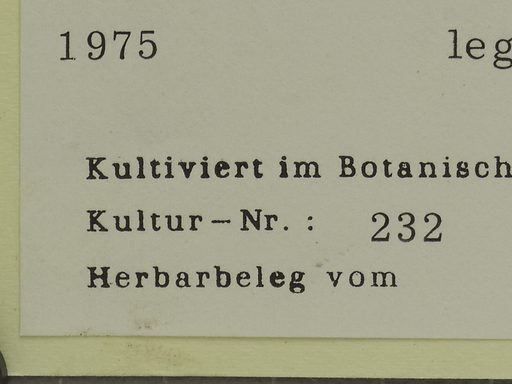 1975 leg
Kultiviert im Botanisch
Kultur-Nr. : 232
Herbarbeleg vom